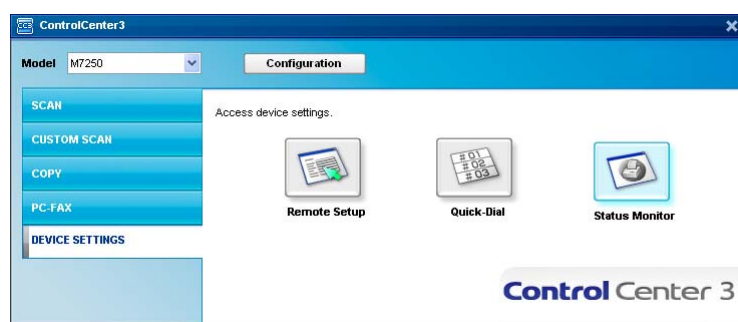 CC3 ControlCenter3
Model M7250 Configuration
SCAN
CUSTOM SCAN
COPY
PC-FAX
DEVICE SETTINGS
Access device settings.
#01
#02
#03
Remote Setup Quick-Dial Status Monitor
Control Center 3